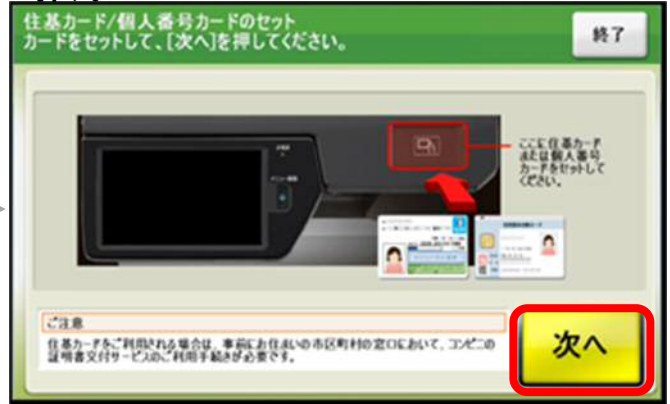 住基カード/個人番号カードのセット
カードをセットして、[次へ]を押してください。
終了
ここに住基カード
または個人番号
カードをセットして
ください。
ご注意
住基カードをご利用される場合は、事前にお住まいの市区町村の窓口において、コンビニの
証明書交付サービスのご利用手続きが必要です。
次へ